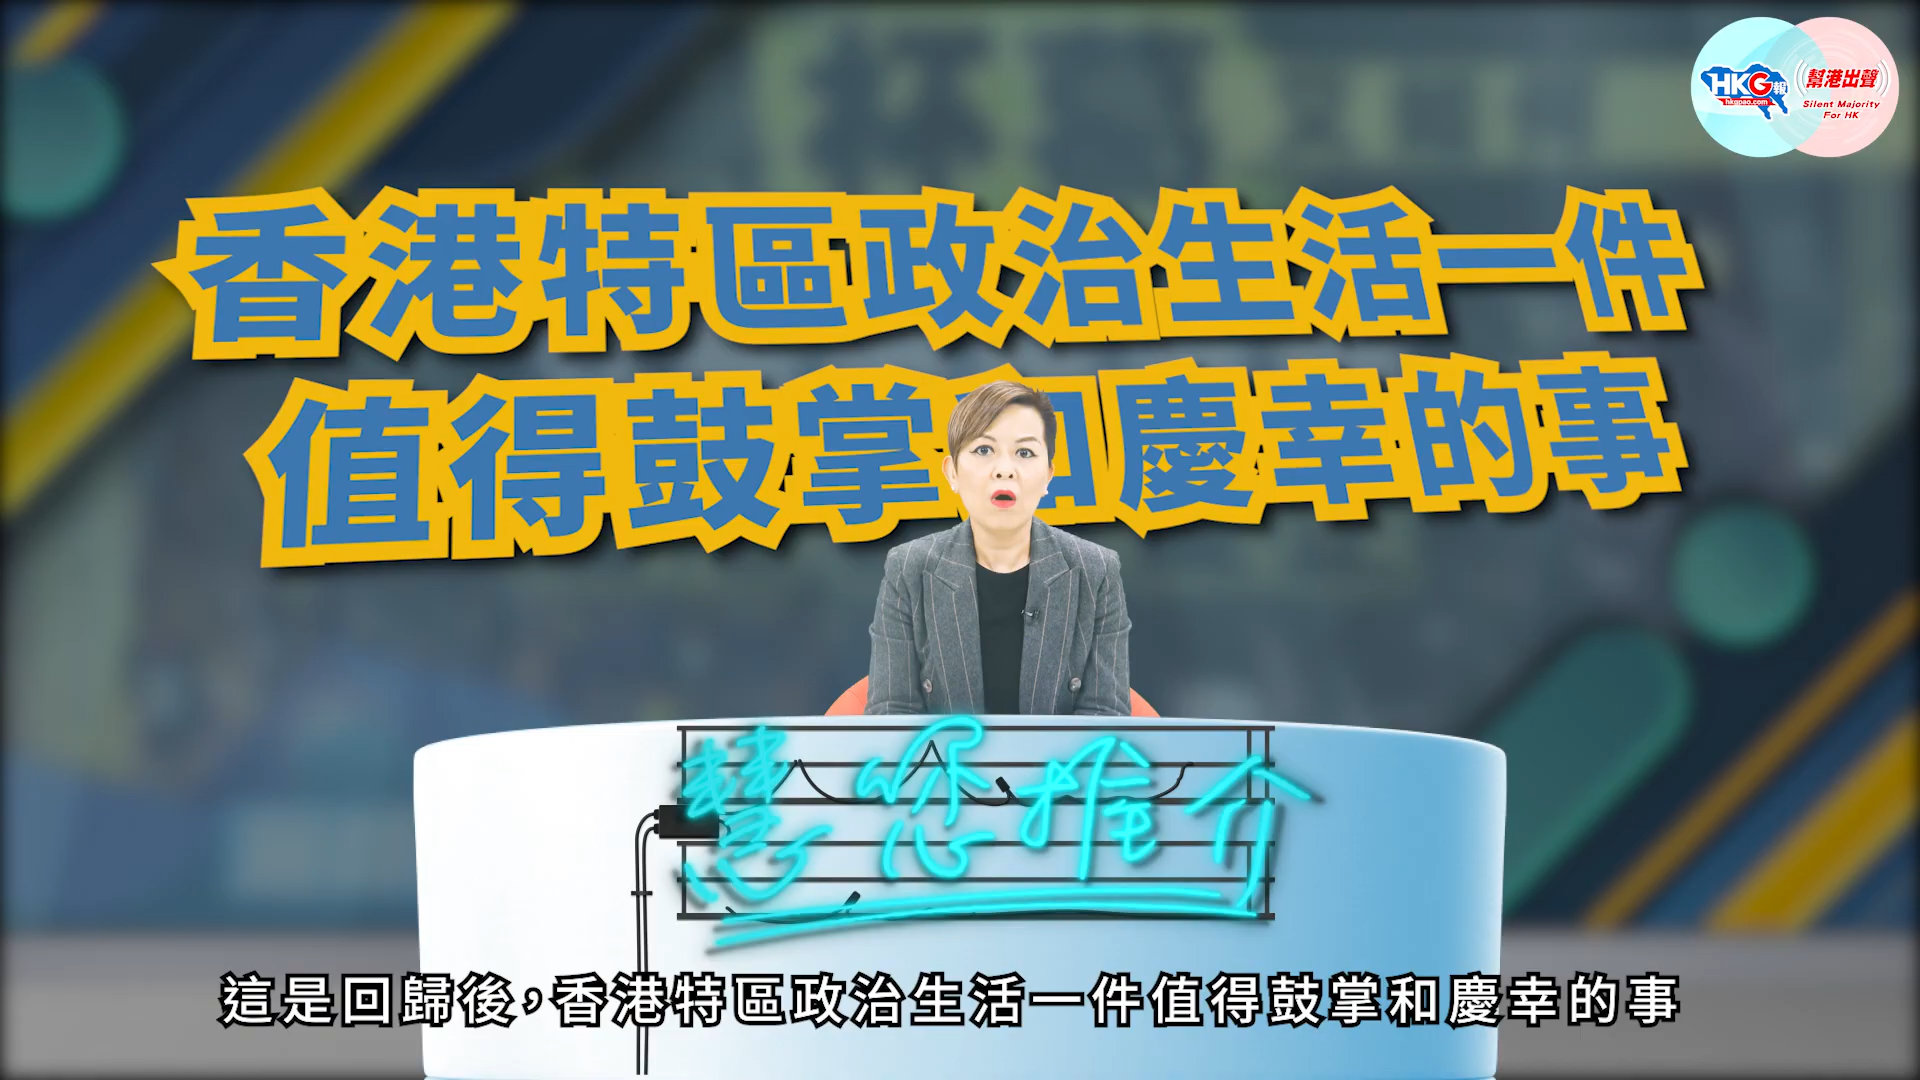 HKG報
hkgpao.com
幫港出聲
Silent Majority
For HK
香港特區政治生活一件
值得鼓掌和慶幸的事
慧您推介
這是回歸後，香港特區政治生活一件值得鼓掌和慶幸的事